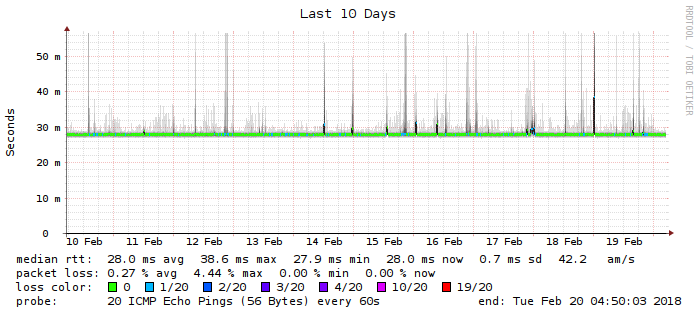 Last 10 Days
RRDTOOL / TOBI OETIKER
Seconds
50 m
40 m
30 m
20 m
10 m
0
10 Feb 11 Feb 12 Feb 13 Feb 14 Feb 15 Feb 16 Feb 17 Feb 18 Feb 19 Feb
median rtt: 28.0 ms avg 38.6 ms max 27.9 ms min 28.0 ms now 0.7 ms sd 42.2 am/s
packet loss: 0.27 % avg 4.44 % max 0.00 % min 0.00 % now
loss color: 0 1/20 2/20 3/20 4/20 10/20 19/20
probe: 20 ICMP Echo Pings (56 Bytes) every 60s end: Tue Feb 20 04:50:03 2018